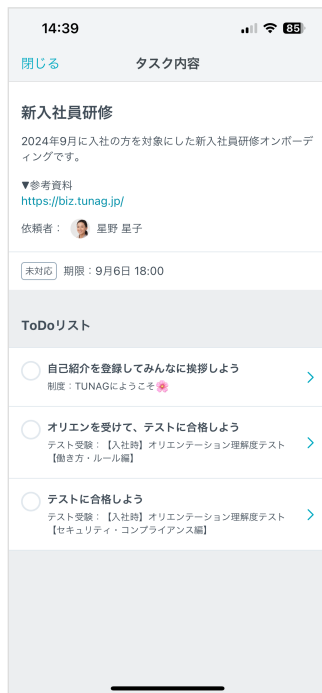 14:39
85
閉じる
タスク内容
新入社員研修
2024年9月に入社の方を対象にした新入社員研修オンボーデ
ィングです。
▼参考資料
https://biz.tunag.jp/
依頼者：
星野 星子
未対応 期限：9月6日 18:00
ToDoリスト
自己紹介を登録してみんなに挨拶しよう
制度：TUNAGにようこそ🌸
オリエンを受けて、テストに合格しよう
テスト受験：【入社時】オリエンテーション理解度テスト
【働き方・ルール編】
テストに合格しよう
テスト受験：【入社時】オリエンテーション理解度テスト
【セキュリティ・コンプライアンス編】